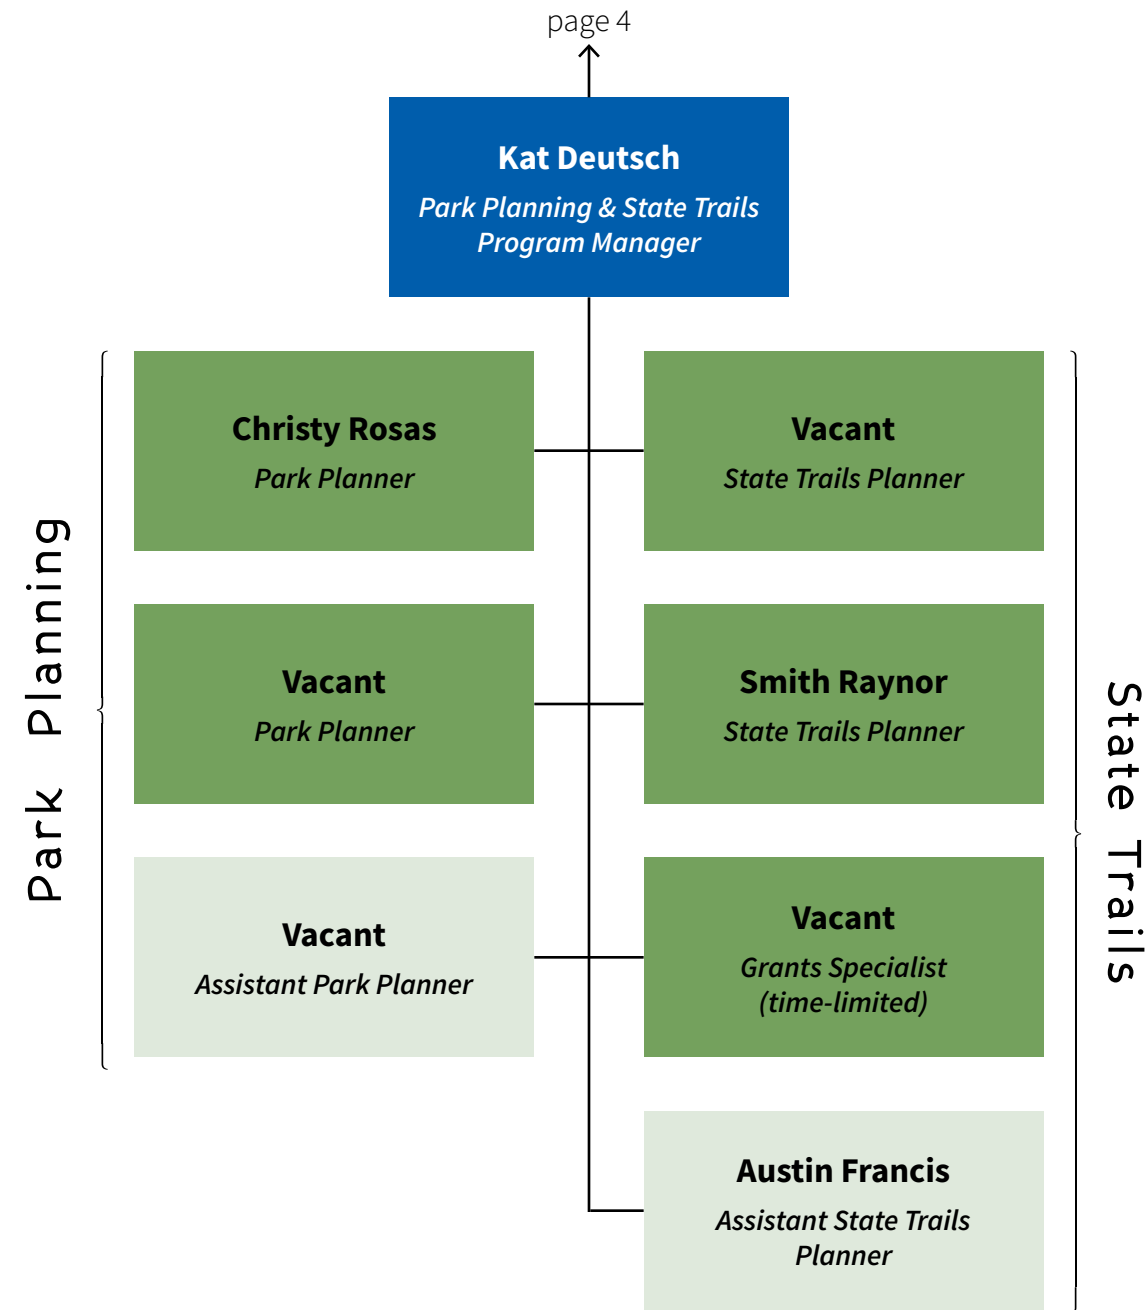 page 4
Kat Deutsch
Park Planning & State Trails
Program Manager
Park Planning
Christy Rosas
Park Planner
Vacant
Park Planner
Vacant
Assistant Park Planner
Vacant
State Trails Planner
Smith Raynor
State Trails Planner
Vacant
Grants Specialist
(time-limited)
Austin Francis
Assistant State Trails
Planner
State Trails